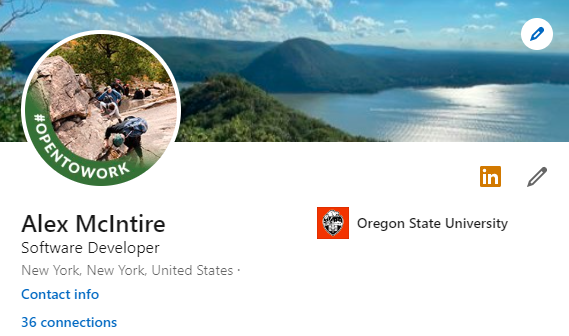 #OPENTOWORK
in
Alex McIntire
Oregon State University
Software Developer
New York, New York, United States ·
Contact info
36 connections